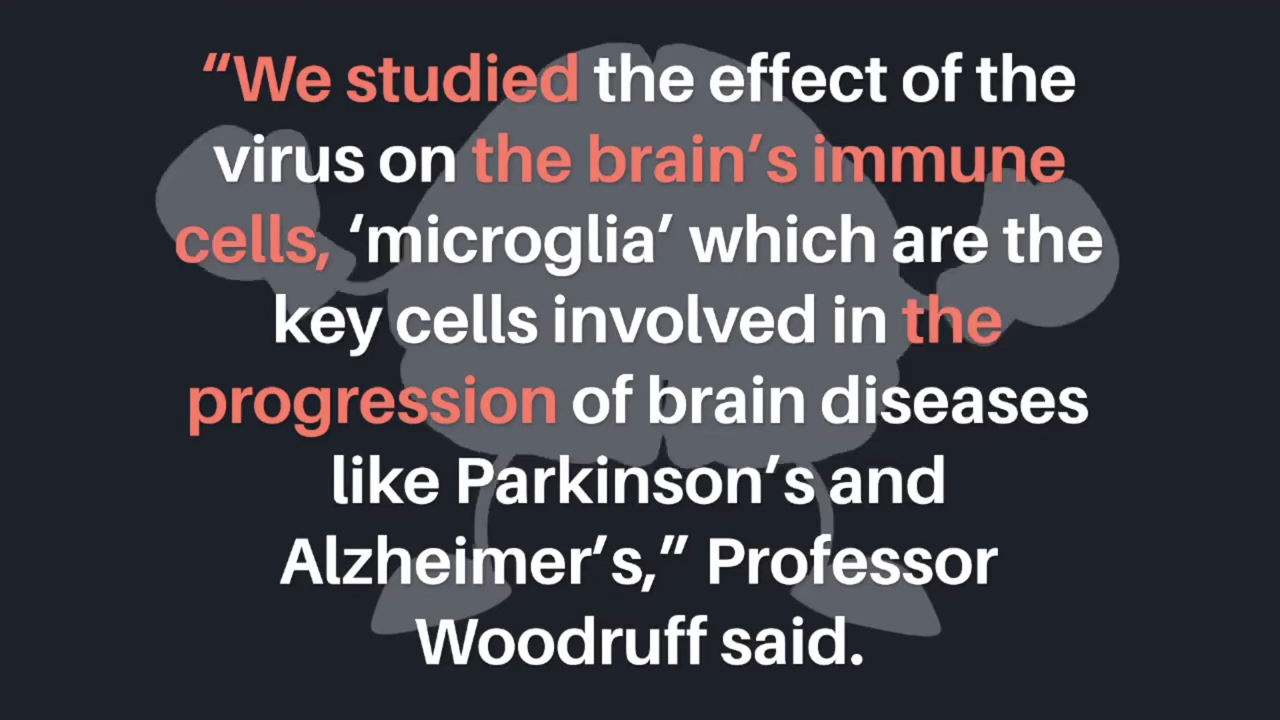 “We studied the effect of the
virus on the brain’s immune
cells, ‘microglia’ which are the
key cells involved in the
progression of brain diseases
like Parkinson’s and
Alzheimer’s,” Professor
Woodruff said.